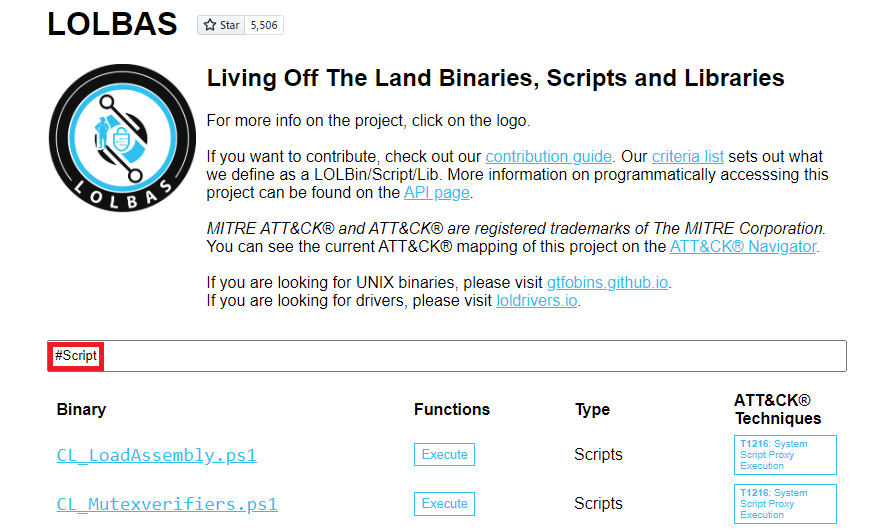 LOLBAS
Star 5,506
LOLBAS
Living Off The Land Binaries, Scripts and Libraries
For more info on the project, click on the logo.
If you want to contribute, check out our contribution guide. Our criteria list sets out what
we define as a LOLBin/Script/Lib. More information on programmatically accesssing this
project can be found on the API page.
MITRE ATT&CK® and ATT&CK® are registered trademarks of The MITRE Corporation.
You can see the current ATT&CK® mapping of this project on the ATT&CK® Navigator.
If you are looking for UNIX binaries, please visit gtfobins.github.io.
If you are looking for drivers, please visit loldrivers.io.
#Script
Binary Functions Type ATT&CK®
Techniques
CL_LoadAssembly.ps1 Execute Scripts T1216: System
Script Proxy
Execution
CL_Mutexverifiers.ps1 Execute Scripts T1216: System
Script Proxy
Execution